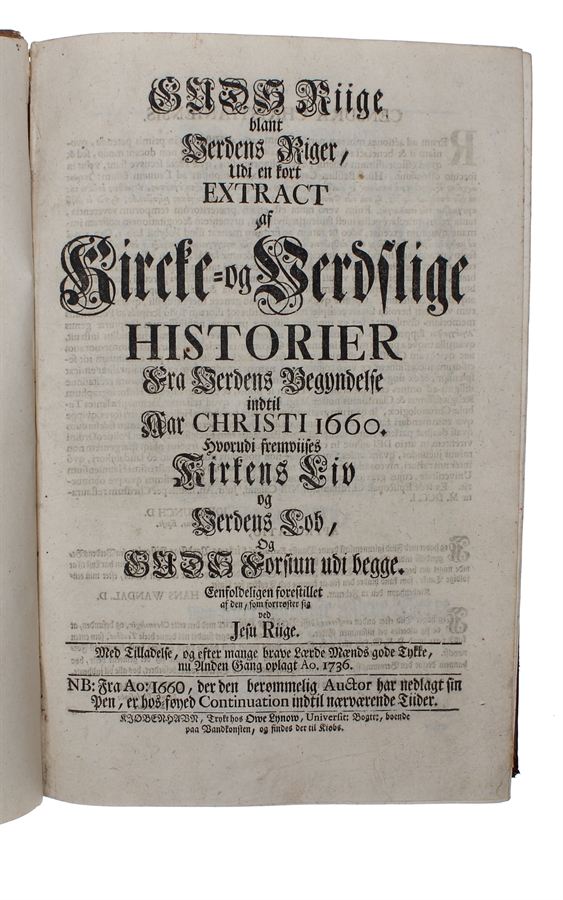 GUDS Riige
blant
Verdens Riger,
Udi en kort
EXTRACT
af
Kircke- og Verdslige
HISTORIER
Fra Verdens Begyndelse
indtil
Aar CHRISTI 1660.
Hvorudi fremviises
Kirkens Liv
og
Verdens Lob,
Og
GUDS Forsiun udi begge.
Eenfoldeligen forestillet
af den, som fortrøster sig
ved
Jesu Riige.
Med Tilladelse, og efter mange brave Lærde Mænds gode Tykke,
nu Anden Gang oplagt Ao. 1736.
NB: Fra Ao: 1660, der den berommelig Auctor har nedlagt sin
Pen, er hos føyed Continuation indtil nærværende Tiider.
KIØBENHAVN, Trykt hos Owe Lynow, Universit: Bogtr, boende
paa Vandkonsten, og findes der til Kiøbs.